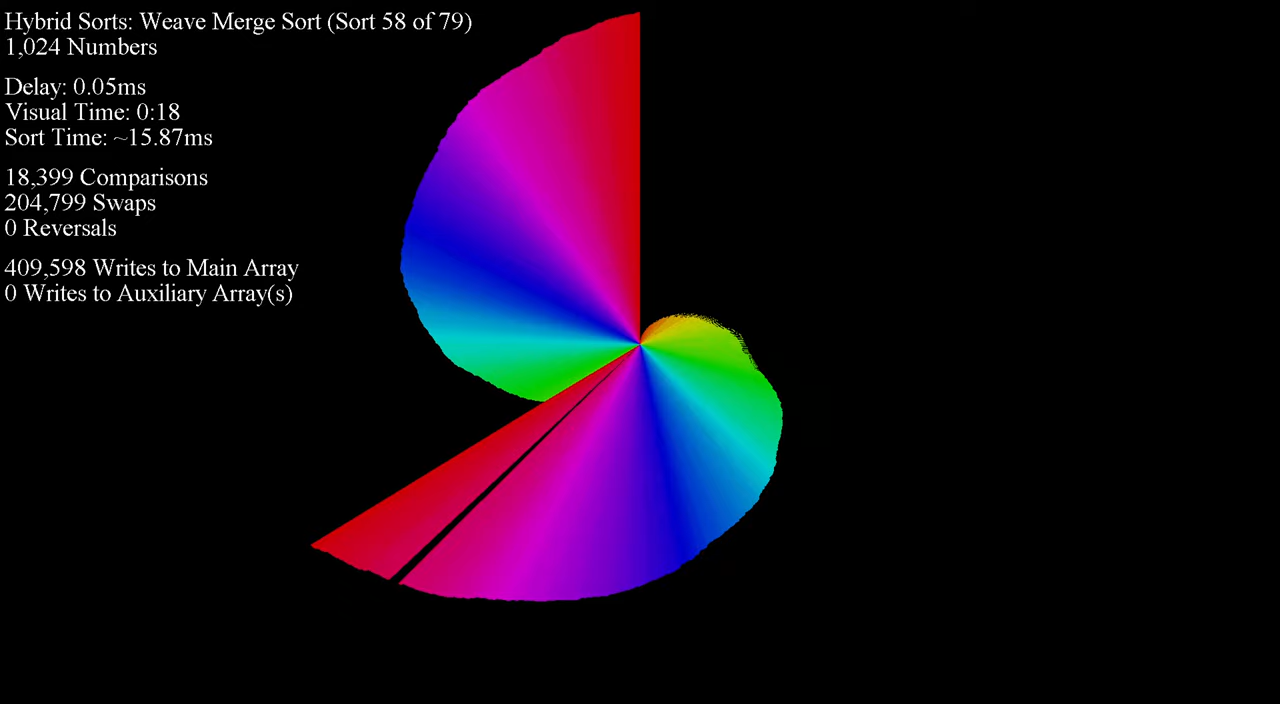 Hybrid Sorts: Weave Merge Sort (Sort 58 of 79)
1,024 Numbers
Delay: 0.05ms
Visual Time: 0:18
Sort Time: ~15.87ms
18,399 Comparisons
204,799 Swaps
0 Reversals
409,598 Writes to Main Array
0 Writes to Auxiliary Array(s)